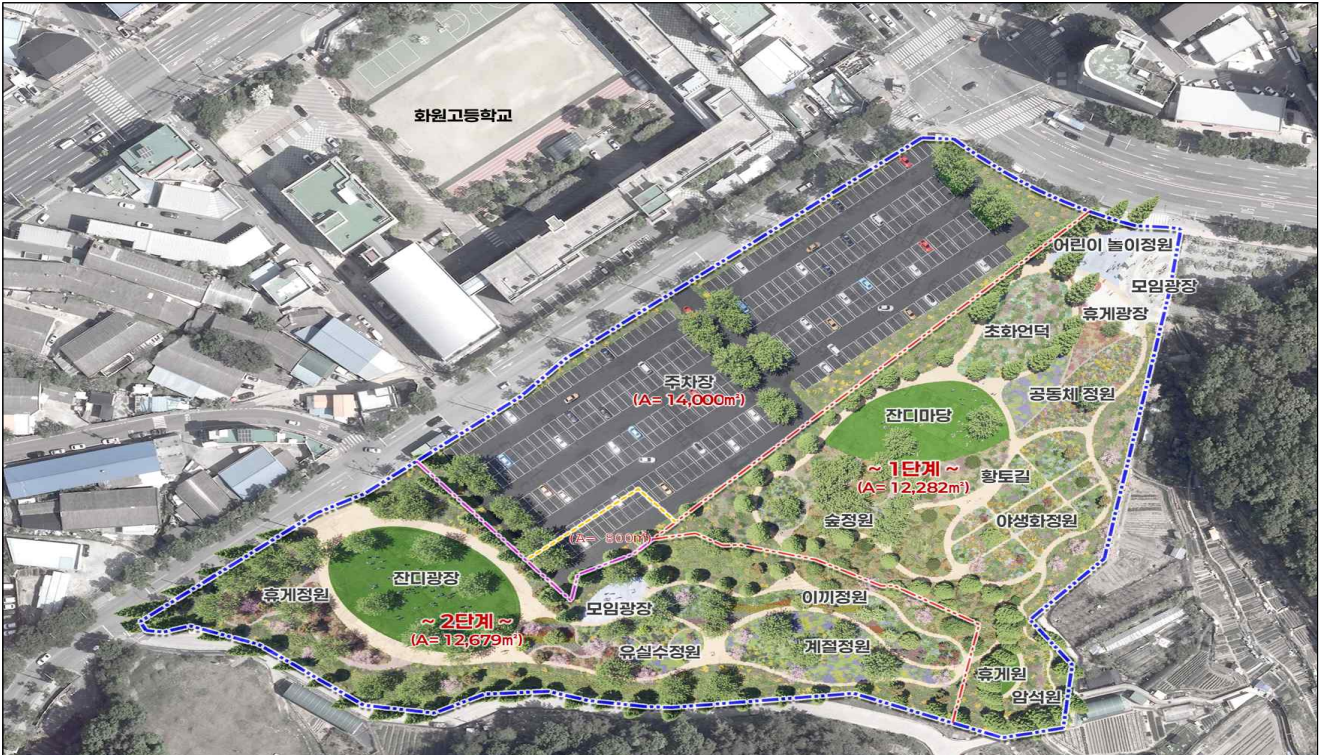 화원고등학교
어린이 놀이정원
모임광장
휴게광장
초화언덕
주차장
(A= 14,000㎡)
공동체 정원
잔디마당
~ 1단계 ~
(A= 12,282㎡)
황토길
숲정원
야생화정원
(A= 800㎡)
잔디광장
휴게정원
이끼정원
모임광장
~ 2단계 ~
(A= 12,679㎡)
유실수정원
계절정원
휴게원
암석원